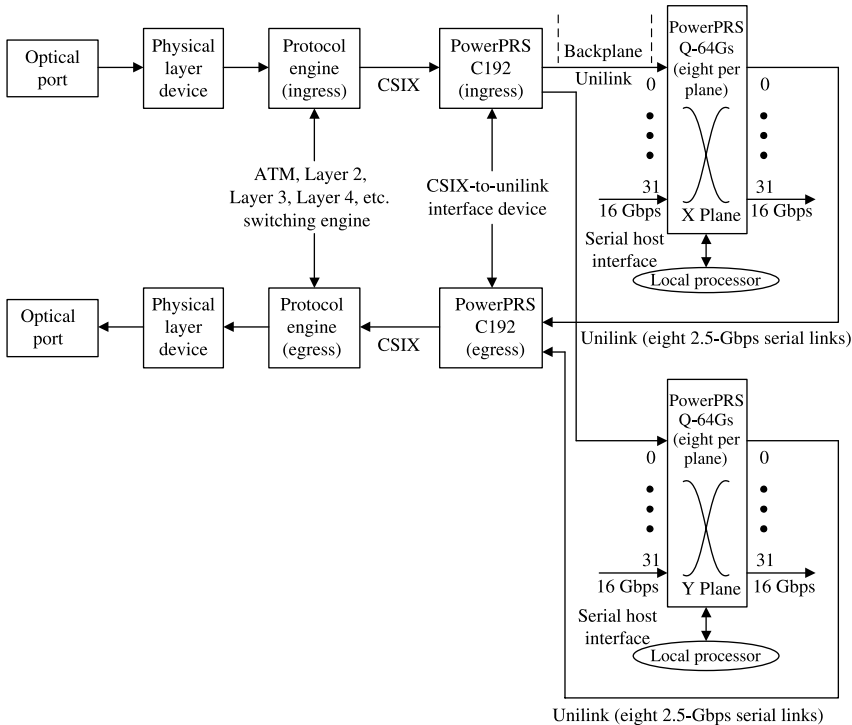 Optical
port
Physical
layer
device
Protocol
engine
(ingress)
CSIX
PowerPRS
C192
(ingress)
Backplane
Unilink
PowerPRS
Q-64Gs
(eight per
plane)
0
0
31
31
16 Gbps
X Plane
16 Gbps
Serial host
interface
Local processor
ATM, Layer 2,
Layer 3, Layer 4, etc.
switching engine
CSIX-to-unilink
interface device
Optical
port
Physical
layer
device
Protocol
engine
(egress)
CSIX
PowerPRS
C192
(egress)
Unilink (eight 2.5-Gbps serial links)
PowerPRS
Q-64Gs
(eight per
plane)
0
0
31
31
16 Gbps
Y Plane
16 Gbps
Serial host
interface
Local processor
Unilink (eight 2.5-Gbps serial links)